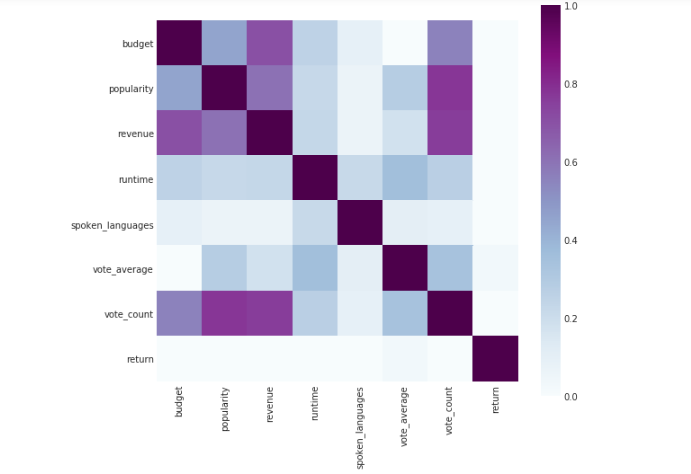 budget
popularity
revenue
runtime
spoken_languages
vote_average
vote_count
return
budget
popularity
revenue
runtime
spoken_languages
vote_average
vote_count
return
1.0
0.8
0.6
0.4
0.2
0.0